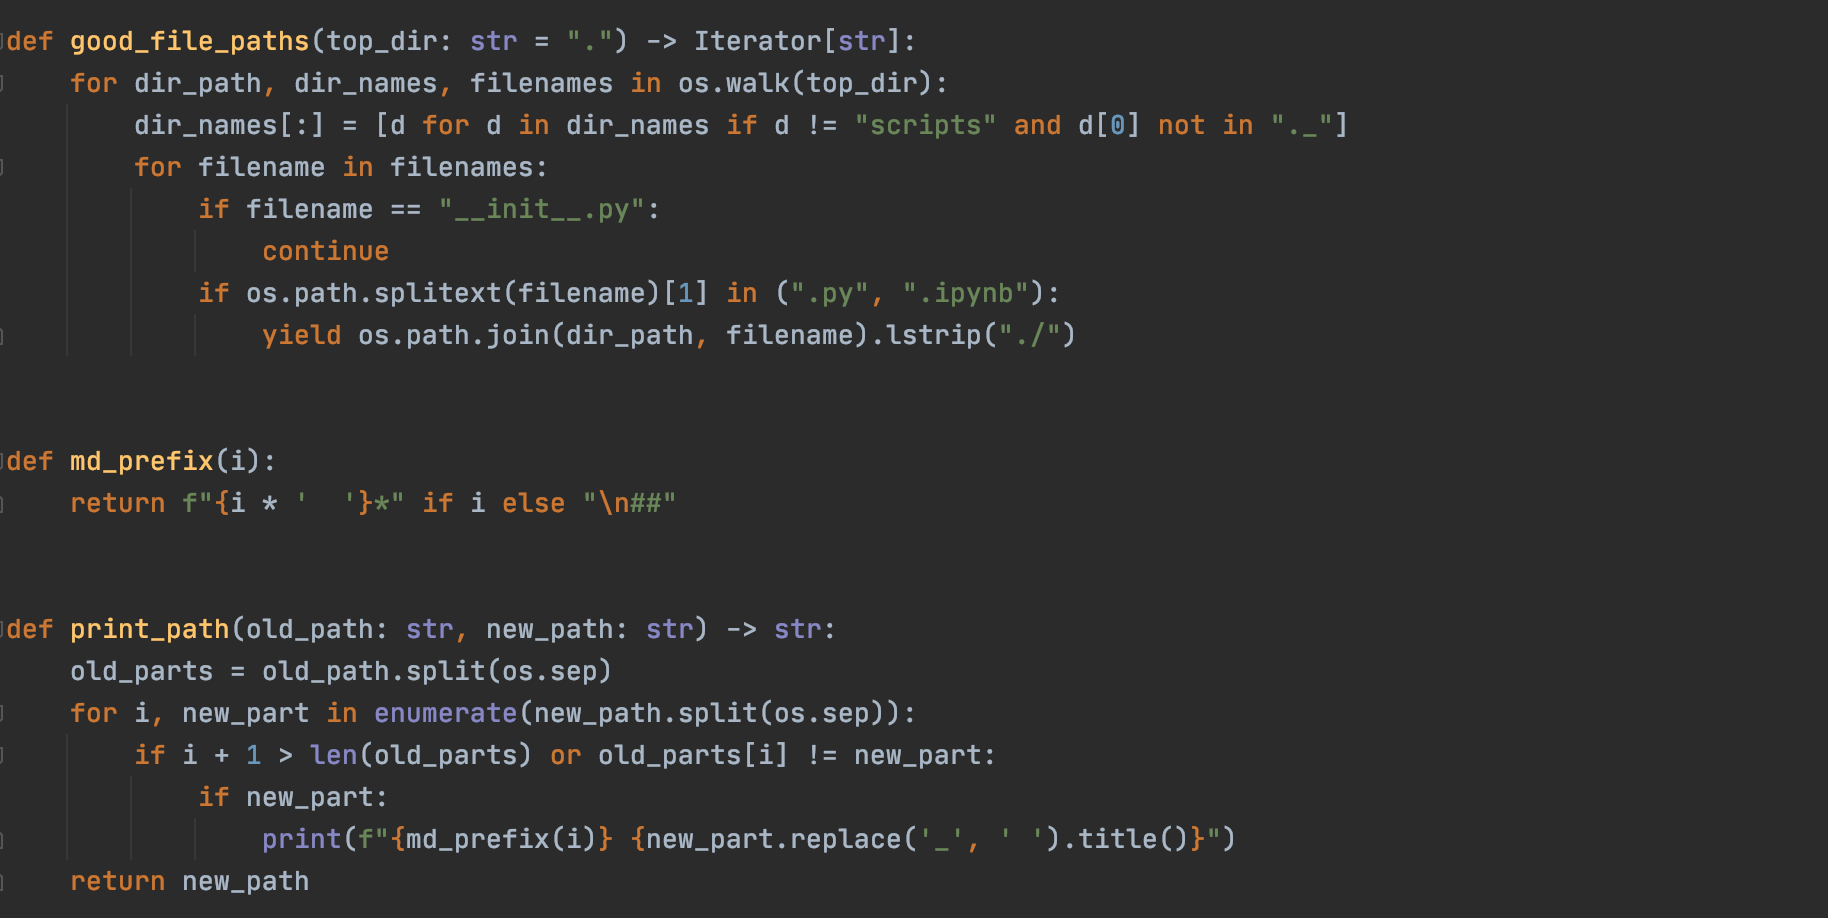 def good_file_paths(top_dir: str = ".") -> Iterator[str]:
    for dir_path, dir_names, filenames in os.walk(top_dir):
        dir_names[:] = [d for d in dir_names if d != "scripts" and d[0] not in "._"]
        for filename in filenames:
            if filename == "__init__.py":
                continue
            if os.path.splitext(filename)[1] in (".py", ".ipynb"):
                yield os.path.join(dir_path, filename).lstrip("./")


def md_prefix(i):
    return f"{i * '  '}*" if i else "\n##"


def print_path(old_path: str, new_path: str) -> str:
    old_parts = old_path.split(os.sep)
    for i, new_part in enumerate(new_path.split(os.sep)):
        if i + 1 > len(old_parts) or old_parts[i] != new_part:
            if new_part:
                print(f"{md_prefix(i)} {new_part.replace('_', ' ').title()}")
    return new_path